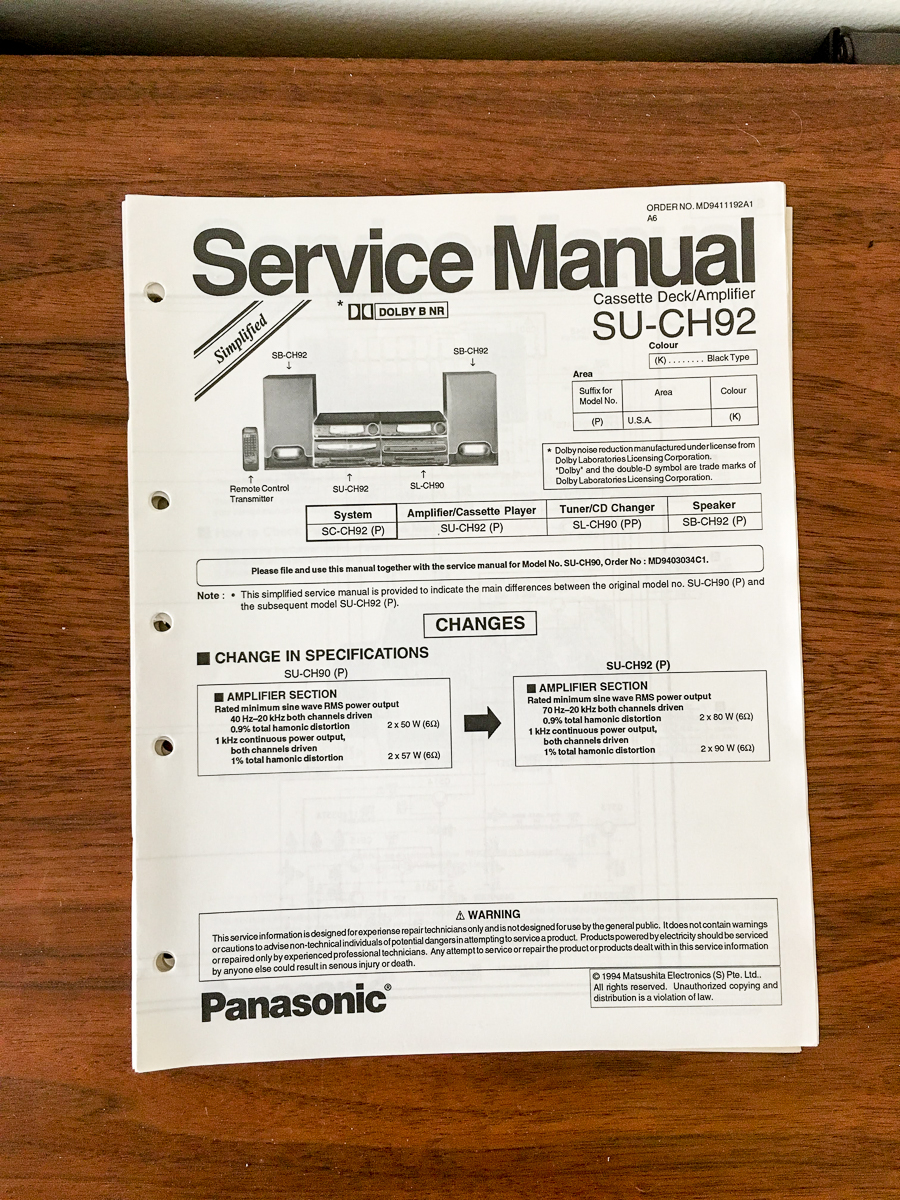 ORDER NO. MD9411192A1
A6
Service Manual
Cassette Deck/Amplifier
SU-CH92
Simplified
* DOLBY B NR
Colour
(K) . . . . . . . . Black Type
Area
Suffix for Model No. Area Colour
(P) U.S.A. (K)
SB-CH92
SB-CH92
Remote Control
Transmitter
SU-CH92
SL-CH90
* Dolby noise reduction manufactured under license from
Dolby Laboratories Licensing Corporation.
"Dolby" and the double-D symbol are trade marks of
Dolby Laboratories Licensing Corporation.
System Amplifier/Cassette Player Tuner/CD Changer Speaker
SC-CH92 (P) SU-CH92 (P) SL-CH90 (PP) SB-CH92 (P)
Please file and use this manual together with the service manual for Model No. SU-CH90, Order No : MD9403034C1.
Note : • This simplified service manual is provided to indicate the main differences between the original model no. SU-CH90 (P) and
the subsequent model SU-CH92 (P).
CHANGES
■ CHANGE IN SPECIFICATIONS
SU-CH90 (P)
■ AMPLIFIER SECTION
Rated minimum sine wave RMS power output
40 Hz–20 kHz both channels driven
0.9% total hamonic distortion 2 x 50 W (6Ω)
1 kHz continuous power output,
both channels driven
1% total hamonic distortion 2 x 57 W (6Ω)
SU-CH92 (P)
■ AMPLIFIER SECTION
Rated minimum sine wave RMS power output
70 Hz–20 kHz both channels driven
0.9% total hamonic distortion 2 x 80 W (6Ω)
1 kHz continuous power output,
both channels driven
1% total hamonic distortion 2 x 90 W (6Ω)
⚠ WARNING
This service information is designed for experiense repair technicians only and is not designed for use by the general public. It does not contain warnings
or cautions to advise non-technical individuals of potential dangers in attempting to service a product. Products powered by electricity should be serviced
or repaired only by experienced professional technicians. Any attempt to service or repair the product or products dealt with in this service information
by anyone else could result in senous injury or death.
Panasonic®
© 1994 Matsushita Electronics (S) Pte. Ltd..
All rights reserved. Unauthorized copying and
distribution is a violation of law.